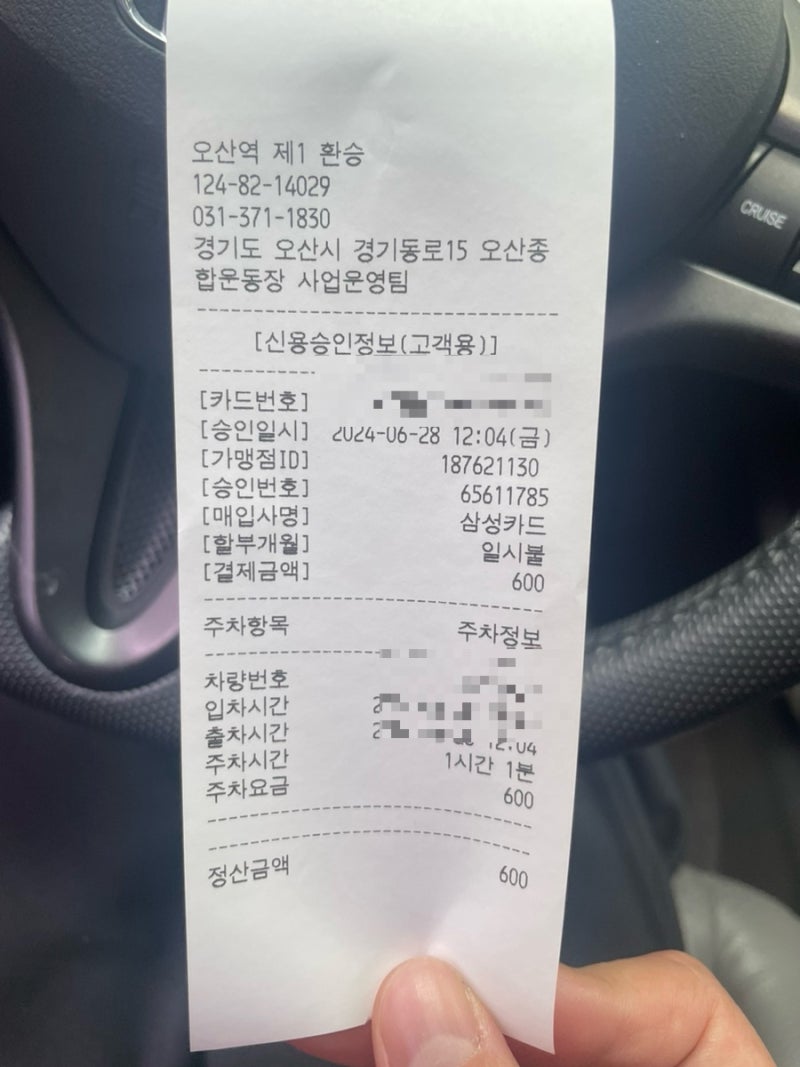 오산역 제1 환승
124-82-14029
031-371-1830
경기도 오산시 경기동로15 오산종
합운동장 사업운영팀
[신용승인정보(고객용)]
[카드번호]
[승인일시] 2024-06-28 12:04(금)
[가맹점ID] 187621130
[승인번호] 65611785
[매입사명] 삼성카드
[할부개월] 일시불
[결제금액] 600
주차항목 주차정보
차량번호
입차시간
출차시간 12:04
주차시간 1시간 1분
주차요금 600
정산금액 600
CRUISE